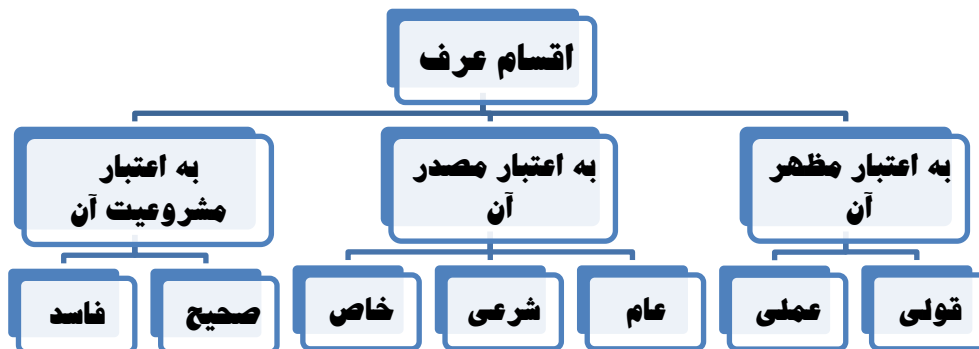 اقسام عرف
به اعتبار مظهر
آن
به اعتبار مصدر
آن
به اعتبار
مشروعیت آن
قولی
عملی
عام
شرعی
خاص
صحیح
فاسد